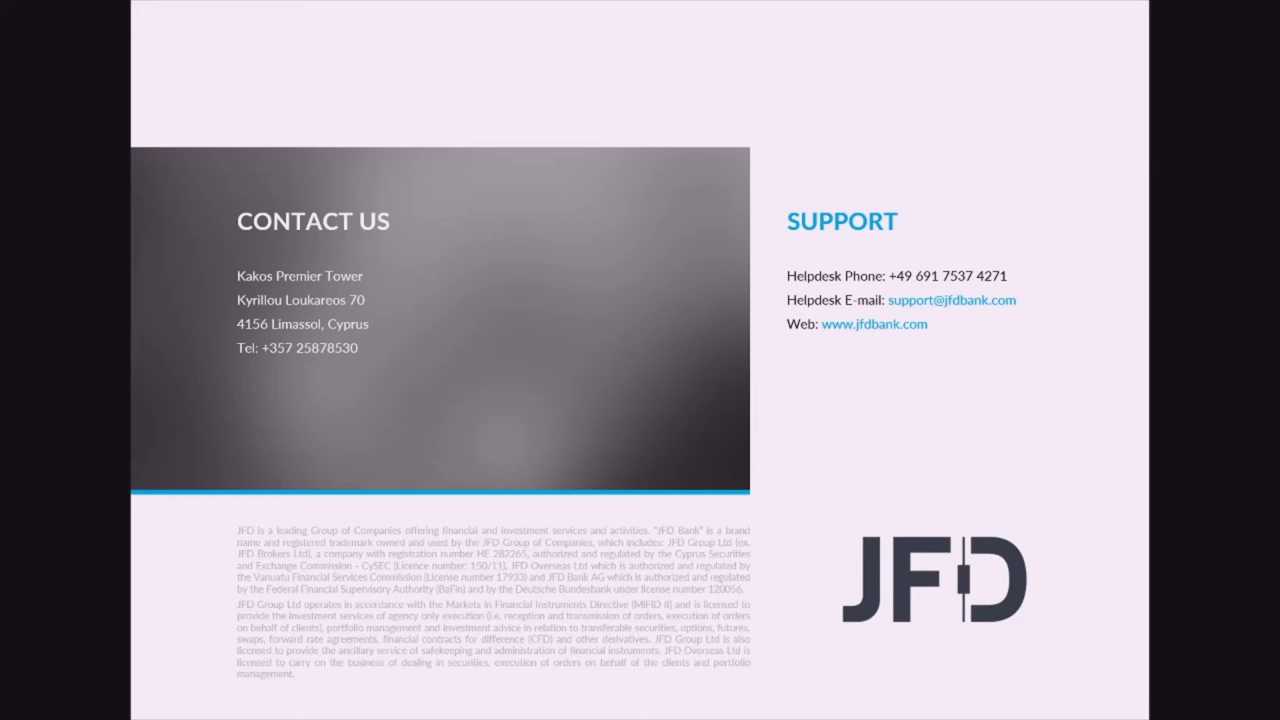 CONTACT US
Kakos Premier Tower
Kyrillou Loukareos 70
4156 Limassol, Cyprus
Tel: +357 25878530
SUPPORT
Helpdesk Phone: +49 691 7537 4271
Helpdesk E-mail: support@jfdbank.com
Web: www.jfdbank.com
JFD is a leading Group of Companies offering financial and investment services and activities. "JFD Bank" is a brand
name and registered trademark owned and used by the JFD Group of Companies, which includes: JFD Group Ltd (ex.
JFD Brokers Ltd), a company with registration number HE 282265, authorized and regulated by the Cyprus Securities
and Exchange Commission - CySEC (Licence number: 150/11), JFD Overseas Ltd which is authorized and regulated by
the Vanuatu Financial Services Commission (License number 17933) and JFD Bank AG which is authorized and regulated
by the Federal Financial Supervisory Authority (BaFin) and by the Deutsche Bundesbank under license number 120056.
JFD Group Ltd operates in accordance with the Markets in Financial Instruments Directive (MiFID II) and is licensed to
provide the investment services of agency only execution (i.e. reception and transmission of orders, execution of orders
on behalf of clients), portfolio management and investment advice in relation to transferable securities, options, futures,
swaps, forward rate agreements, financial contracts for difference (CFD) and other derivatives. JFD Group Ltd is also
licensed to provide the ancillary service of safekeeping and administration of financial instruments. JFD Overseas Ltd is
licensed to carry on the business of dealing in securities, execution of orders on behalf of the clients and portfolio
management.
JFD